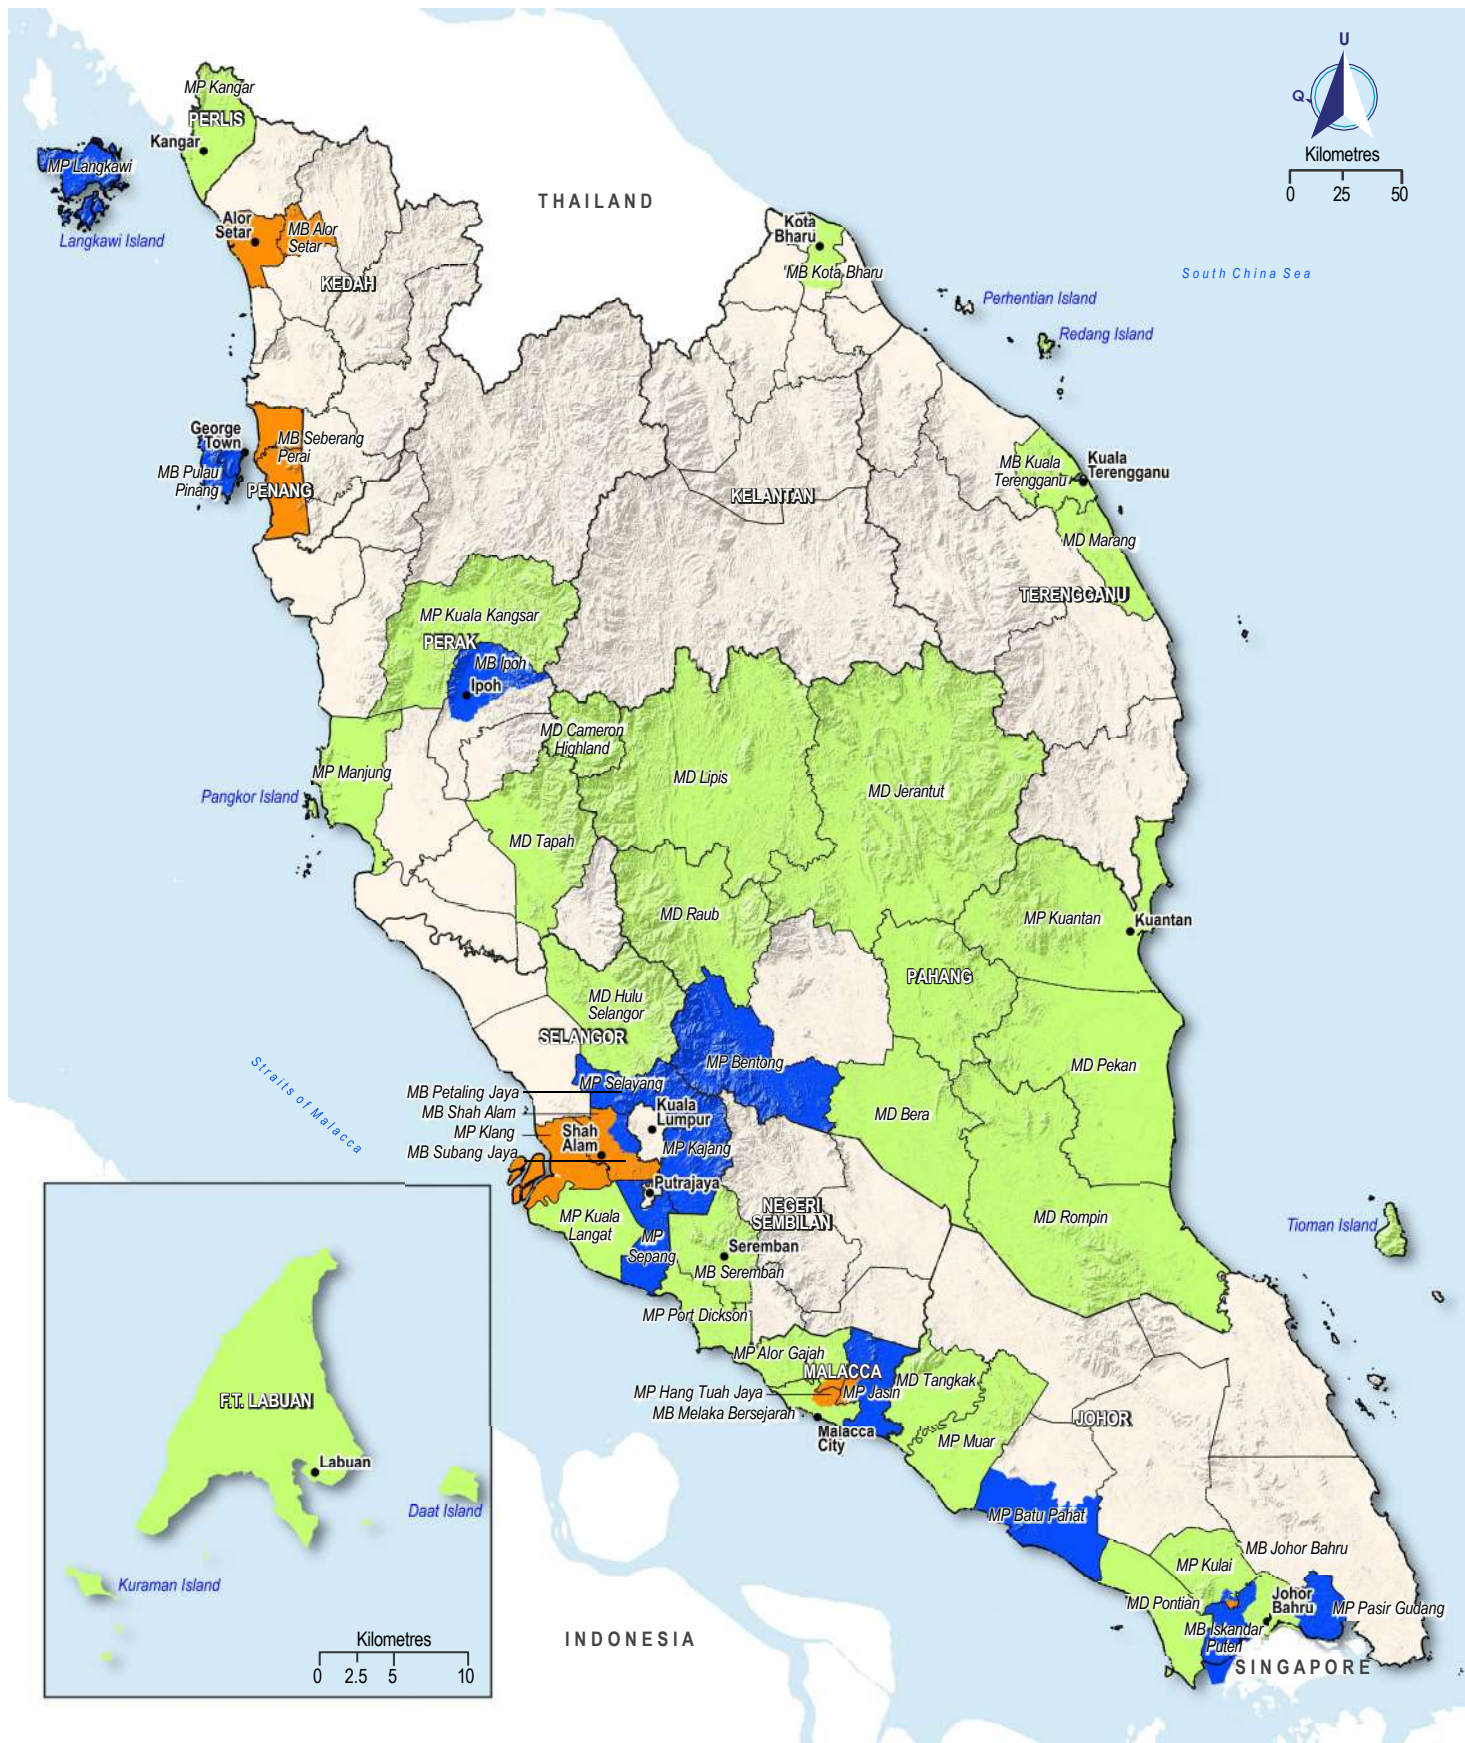 U
Q
Kilometres
0 25 50
MP Kangar
PERLIS
Kangar
MP Langkawi
Langkawi Island
THAILAND
Alor
Setar
MB Alor
Setar
KEDAH
Kota
Bharu
MB Kota Bharu
South China Sea
Perhentian Island
Redang Island
George
Town
MB Seberang
Perai
MB Pulau
Pinang
PENANG
KELANTAN
MB Kuala
Terengganu
Kuala
Terengganu
MD Marang
TERENGGANU
MP Kuala Kangsar
PERAK
MB Ipoh
Ipoh
MD Cameron
Highland
MP Manjung
Pangkor Island
MD Lipis
MD Jerantut
MD Tapah
MD Raub
MP Kuantan
Kuantan
PAHANG
MD Hulu
Selangor
SELANGOR
MP Bentong
MD Pekan
MD Bera
Straits of Malacca
MP Selayang
MB Petaling Jaya
MB Shah Alam
MP Klang
MB Subang Jaya
Kuala
Lumpur
Shah
Alam
MP Kajang
Putrajaya
NEGERI
SEMBILAN
MP Kuala
Langat
MP
Sepang
Seremban
MB Seremban
MD Rompin
Tioman Island
MP Port Dickson
MP Alor Gajah
MALACCA
MP Hang Tuah Jaya
MP Jasin
MD Tangkak
MB Melaka Bersejarah
Malacca
City
MP Muar
JOHOR
MP Batu Pahat
MP Kulai
MB Johor Bahru
MD Pontian
Johor
Bahru
MP Pasir Gudang
MB Iskandar
Puteri
SINGAPORE
INDONESIA
F.T. LABUAN
Labuan
Daat Island
Kuraman Island
Kilometres
0 2.5 5 10